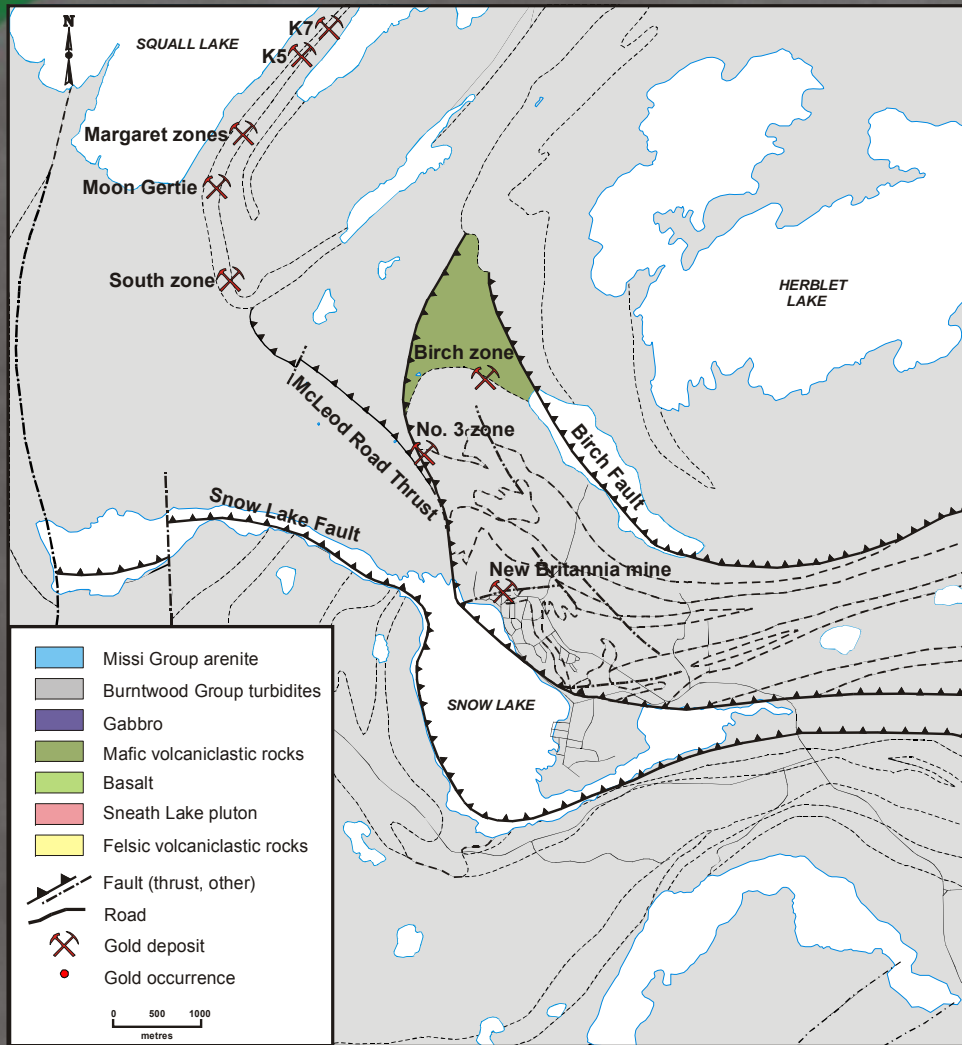 N
SQUALL LAKE
K7
K5
Margaret zones
Moon Gertie
South zone
HERBLET
LAKE
Birch zone
McLeod Road Thrust
No. 3 zone
Birch Fault
Snow Lake Fault
New Britannia mine
SNOW LAKE
Missi Group arenite
Burntwood Group turbidites
Gabbro
Mafic volcaniclastic rocks
Basalt
Sneath Lake pluton
Felsic volcaniclastic rocks
Fault (thrust, other)
Road
Gold deposit
Gold occurrence
0 500 1000
metres